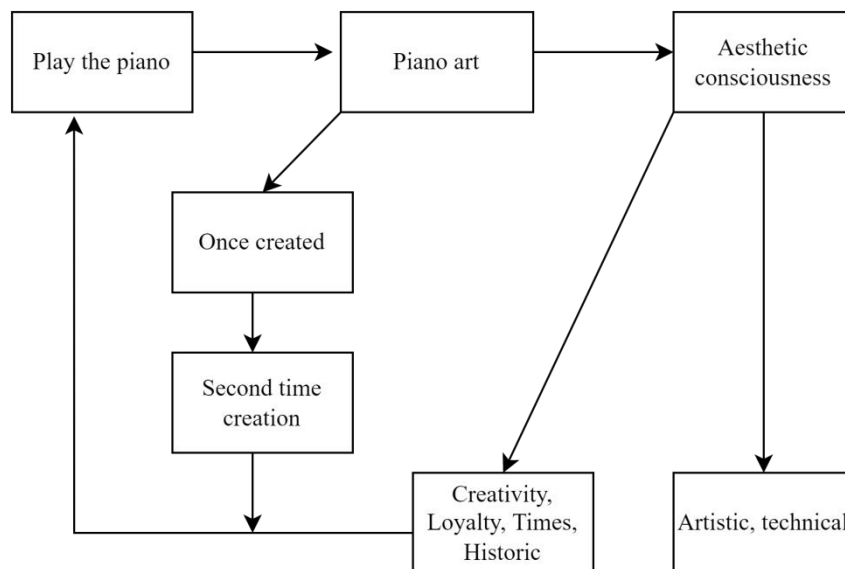 Play the piano
Piano art
Aesthetic
consciousness
Once created
Second time
creation
Creativity,
Loyalty, Times,
Historic
Artistic, technical